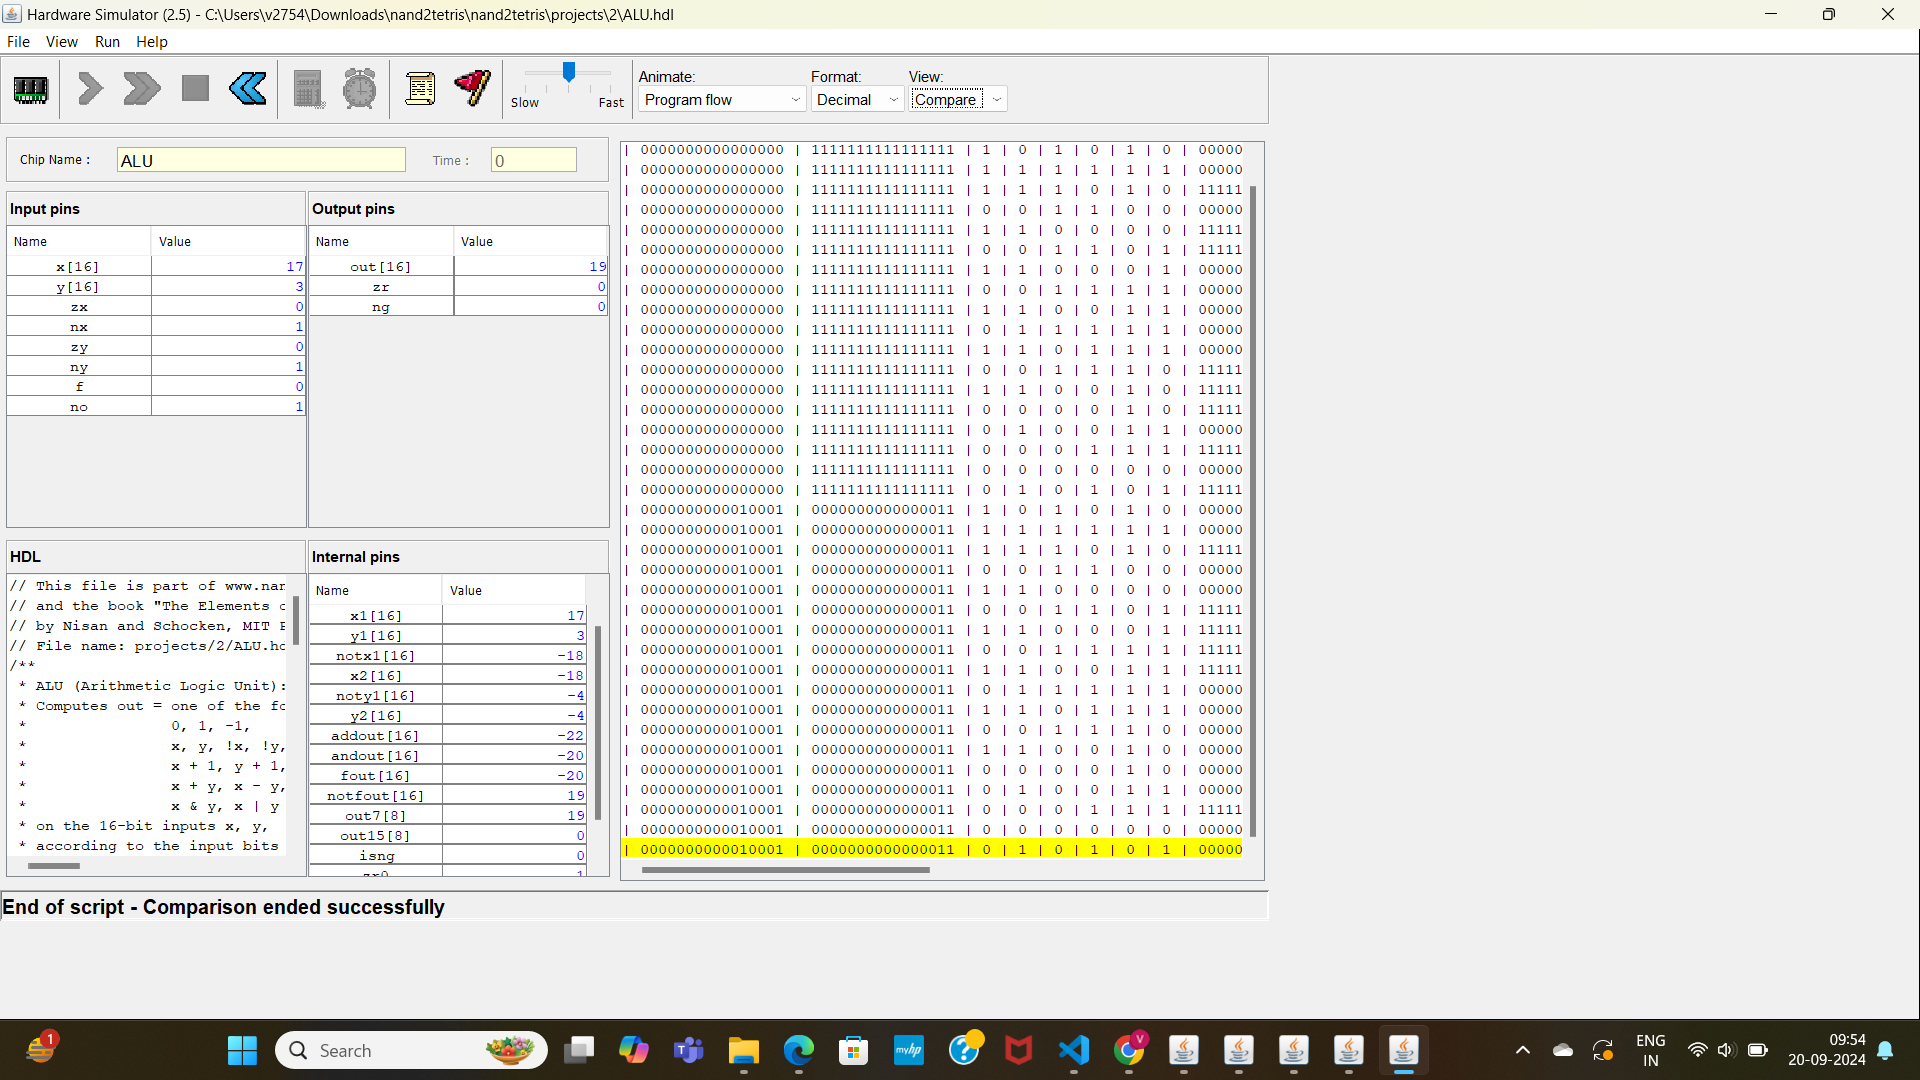 Hardware Simulator (2.5) - C:\Users\v2754\Downloads\nand2tetris\nand2tetris\projects\2\ALU.hdl
File View Run Help
Slow Fast
Animate: Format: View:
Program flow Decimal Compare
Chip Name : ALU Time : 0
Input pins
Name Value
x[16] 17
y[16] 3
zx 0
nx 1
zy 0
ny 1
f 0
no 1
Output pins
Name Value
out[16] 19
zr 0
ng 0
HDL
// This file is part of www.nan
// and the book "The Elements o
// by Nisan and Schocken, MIT P
// File name: projects/2/ALU.hd
/**
* ALU (Arithmetic Logic Unit):
* Computes out = one of the fo
* 0, 1, -1,
* x, y, !x, !y,
* x + 1, y + 1,
* x + y, x - y,
* x & y, x | y
* on the 16-bit inputs x, y,
* according to the input bits
Internal pins
Name Value
x1[16] 17
y1[16] 3
notx1[16] -18
x2[16] -18
noty1[16] -4
y2[16] -4
addout[16] -22
andout[16] -20
fout[16] -20
notfout[16] 19
out7[8] 19
out15[8] 0
isng 0
zr0 1
| 0000000000000000 | 1111111111111111 | 1 | 0 | 1 | 0 | 1 | 0 | 00000
| 0000000000000000 | 1111111111111111 | 1 | 1 | 1 | 1 | 1 | 1 | 00000
| 0000000000000000 | 1111111111111111 | 1 | 1 | 1 | 0 | 1 | 0 | 11111
| 0000000000000000 | 1111111111111111 | 0 | 0 | 1 | 1 | 0 | 0 | 00000
| 0000000000000000 | 1111111111111111 | 1 | 1 | 0 | 0 | 0 | 0 | 11111
| 0000000000000000 | 1111111111111111 | 0 | 0 | 1 | 1 | 0 | 1 | 11111
| 0000000000000000 | 1111111111111111 | 1 | 1 | 0 | 0 | 0 | 1 | 00000
| 0000000000000000 | 1111111111111111 | 0 | 0 | 1 | 1 | 1 | 1 | 00000
| 0000000000000000 | 1111111111111111 | 1 | 1 | 0 | 0 | 1 | 1 | 00000
| 0000000000000000 | 1111111111111111 | 0 | 1 | 1 | 1 | 1 | 1 | 00000
| 0000000000000000 | 1111111111111111 | 1 | 1 | 0 | 1 | 1 | 1 | 00000
| 0000000000000000 | 1111111111111111 | 0 | 0 | 1 | 1 | 1 | 0 | 11111
| 0000000000000000 | 1111111111111111 | 1 | 1 | 0 | 0 | 1 | 0 | 11111
| 0000000000000000 | 1111111111111111 | 0 | 0 | 0 | 0 | 1 | 0 | 11111
| 0000000000000000 | 1111111111111111 | 0 | 1 | 0 | 0 | 1 | 1 | 00000
| 0000000000000000 | 1111111111111111 | 0 | 0 | 0 | 1 | 1 | 1 | 11111
| 0000000000000000 | 1111111111111111 | 0 | 0 | 0 | 0 | 0 | 0 | 00000
| 0000000000000000 | 1111111111111111 | 0 | 1 | 0 | 1 | 0 | 1 | 11111
| 0000000000010001 | 0000000000000011 | 1 | 0 | 1 | 0 | 1 | 0 | 00000
| 0000000000010001 | 0000000000000011 | 1 | 1 | 1 | 1 | 1 | 1 | 00000
| 0000000000010001 | 0000000000000011 | 1 | 1 | 1 | 0 | 1 | 0 | 11111
| 0000000000010001 | 0000000000000011 | 0 | 0 | 1 | 1 | 0 | 0 | 00000
| 0000000000010001 | 0000000000000011 | 1 | 1 | 0 | 0 | 0 | 0 | 00000
| 0000000000010001 | 0000000000000011 | 0 | 0 | 1 | 1 | 0 | 1 | 11111
| 0000000000010001 | 0000000000000011 | 1 | 1 | 0 | 0 | 0 | 1 | 11111
| 0000000000010001 | 0000000000000011 | 0 | 0 | 1 | 1 | 1 | 1 | 11111
| 0000000000010001 | 0000000000000011 | 1 | 1 | 0 | 0 | 1 | 1 | 11111
| 0000000000010001 | 0000000000000011 | 0 | 1 | 1 | 1 | 1 | 1 | 00000
| 0000000000010001 | 0000000000000011 | 1 | 1 | 0 | 1 | 1 | 1 | 00000
| 0000000000010001 | 0000000000000011 | 0 | 0 | 1 | 1 | 1 | 0 | 00000
| 0000000000010001 | 0000000000000011 | 1 | 1 | 0 | 0 | 1 | 0 | 00000
| 0000000000010001 | 0000000000000011 | 0 | 0 | 0 | 0 | 1 | 0 | 00000
| 0000000000010001 | 0000000000000011 | 0 | 1 | 0 | 0 | 1 | 1 | 00000
| 0000000000010001 | 0000000000000011 | 0 | 0 | 0 | 1 | 1 | 1 | 11111
| 0000000000010001 | 0000000000000011 | 0 | 0 | 0 | 0 | 0 | 0 | 00000
| 0000000000010001 | 0000000000000011 | 0 | 1 | 0 | 1 | 0 | 1 | 00000
End of script - Comparison ended successfully
1
Search
myhp
V
ENG
IN
09:54
20-09-2024